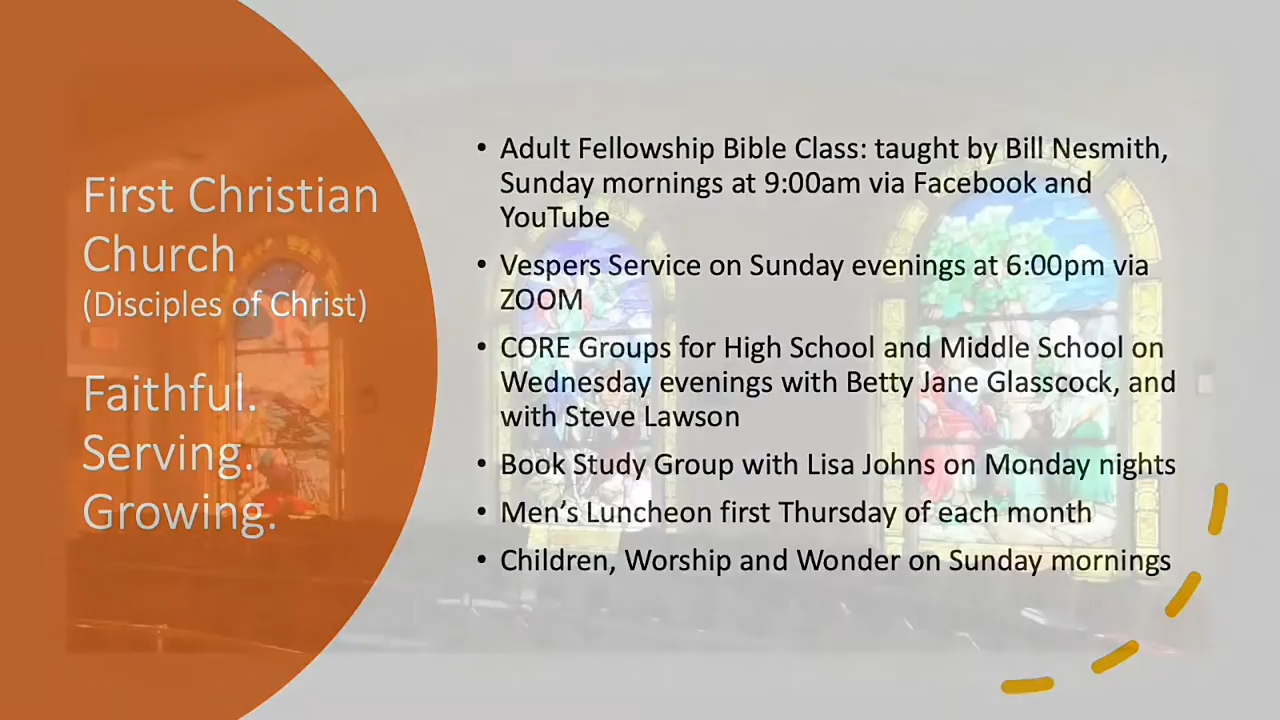 First Christian
Church
(Disciples of Christ)
Faithful.
Serving.
Growing.
• Adult Fellowship Bible Class: taught by Bill Nesmith,
Sunday mornings at 9:00am via Facebook and
YouTube
• Vespers Service on Sunday evenings at 6:00pm via
ZOOM
• CORE Groups for High School and Middle School on
Wednesday evenings with Betty Jane Glasscock, and
with Steve Lawson
• Book Study Group with Lisa Johns on Monday nights
• Men’s Luncheon first Thursday of each month
• Children, Worship and Wonder on Sunday mornings